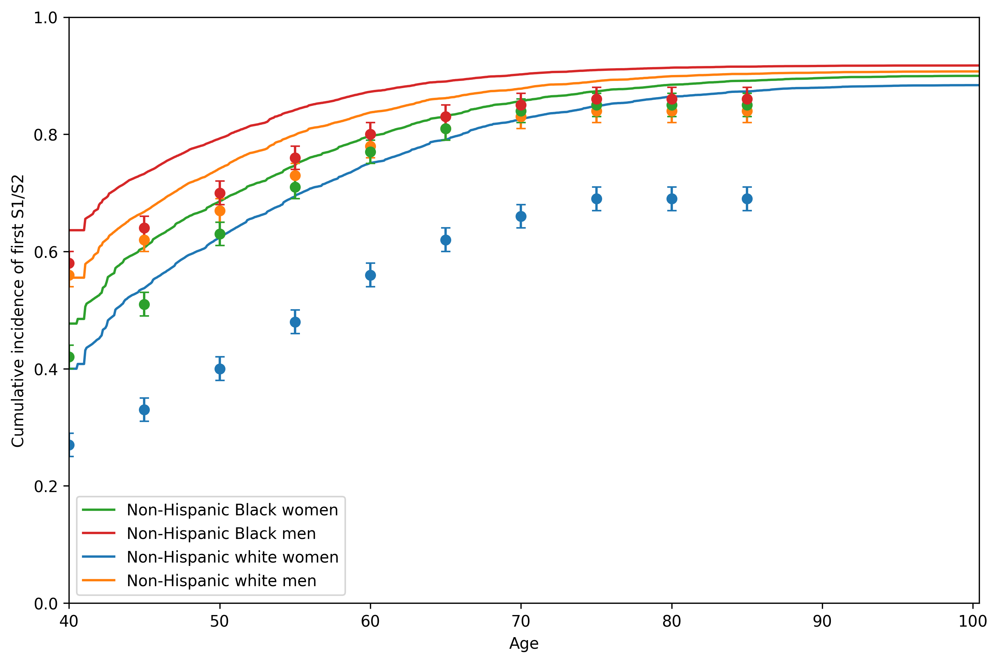 Cumulative incidence of first S1/S2
1.0
0.8
0.6
0.4
0.2
0.0
Non-Hispanic Black women
Non-Hispanic Black men
Non-Hispanic white women
Non-Hispanic white men
40 50 60 70 80 90 100
Age